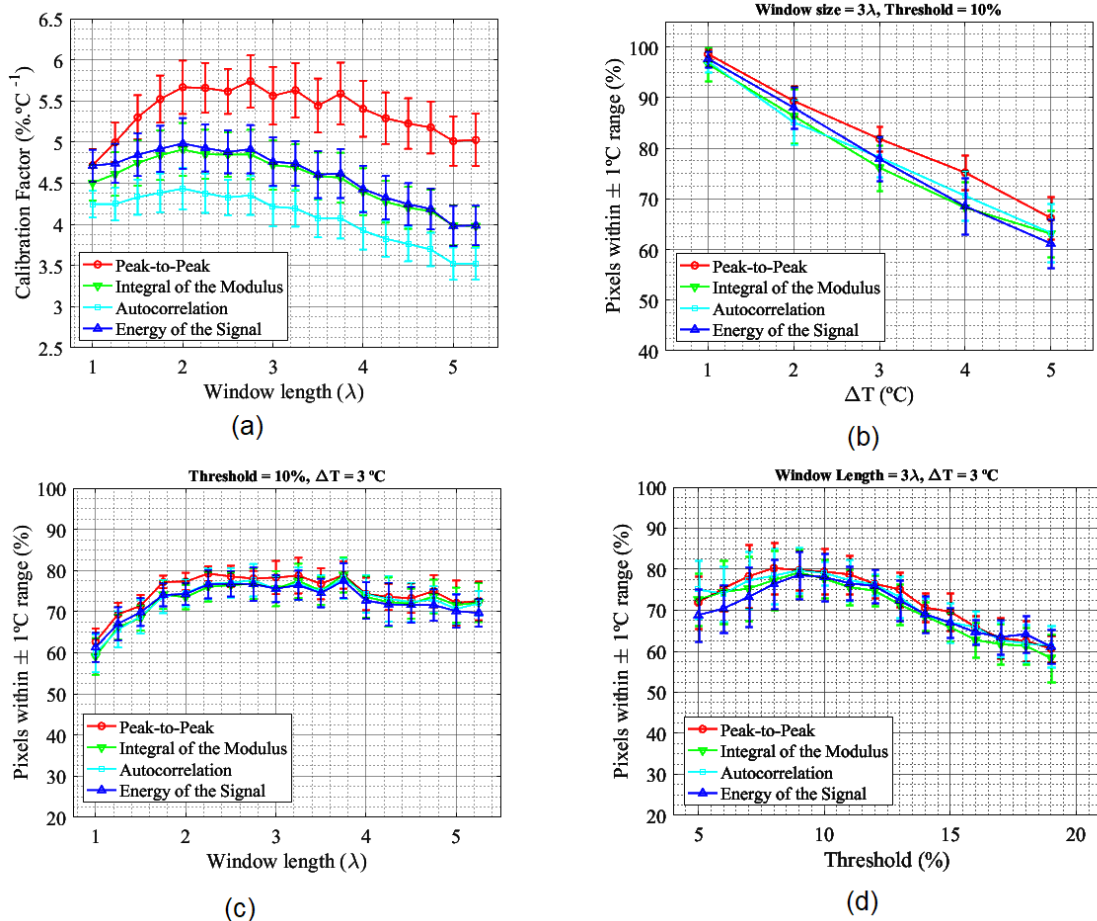 6.5
6
5.5
5
4.5
4
3.5
3
2.5
Calibration Factor (%.ºC⁻¹)
Peak-to-Peak
Integral of the Modulus
Autocorrelation
Energy of the Signal
1 2 3 4 5
Window length (λ)
(a)
Window size = 3λ, Threshold = 10%
100
90
80
70
60
50
40
Pixels within ± 1ºC range (%)
Peak-to-Peak
Integral of the Modulus
Autocorrelation
Energy of the Signal
1 2 3 4 5
ΔT (ºC)
(b)
Threshold = 10%, ΔT = 3 ºC
100
90
80
70
60
50
40
30
20
Pixels within ± 1ºC range (%)
Peak-to-Peak
Integral of the Modulus
Autocorrelation
Energy of the Signal
1 2 3 4 5
Window length (λ)
(c)
Window Length = 3λ, ΔT = 3 ºC
100
90
80
70
60
50
40
30
20
Pixels within ± 1ºC range (%)
Peak-to-Peak
Integral of the Modulus
Autocorrelation
Energy of the Signal
5 10 15 20
Threshold (%)
(d)